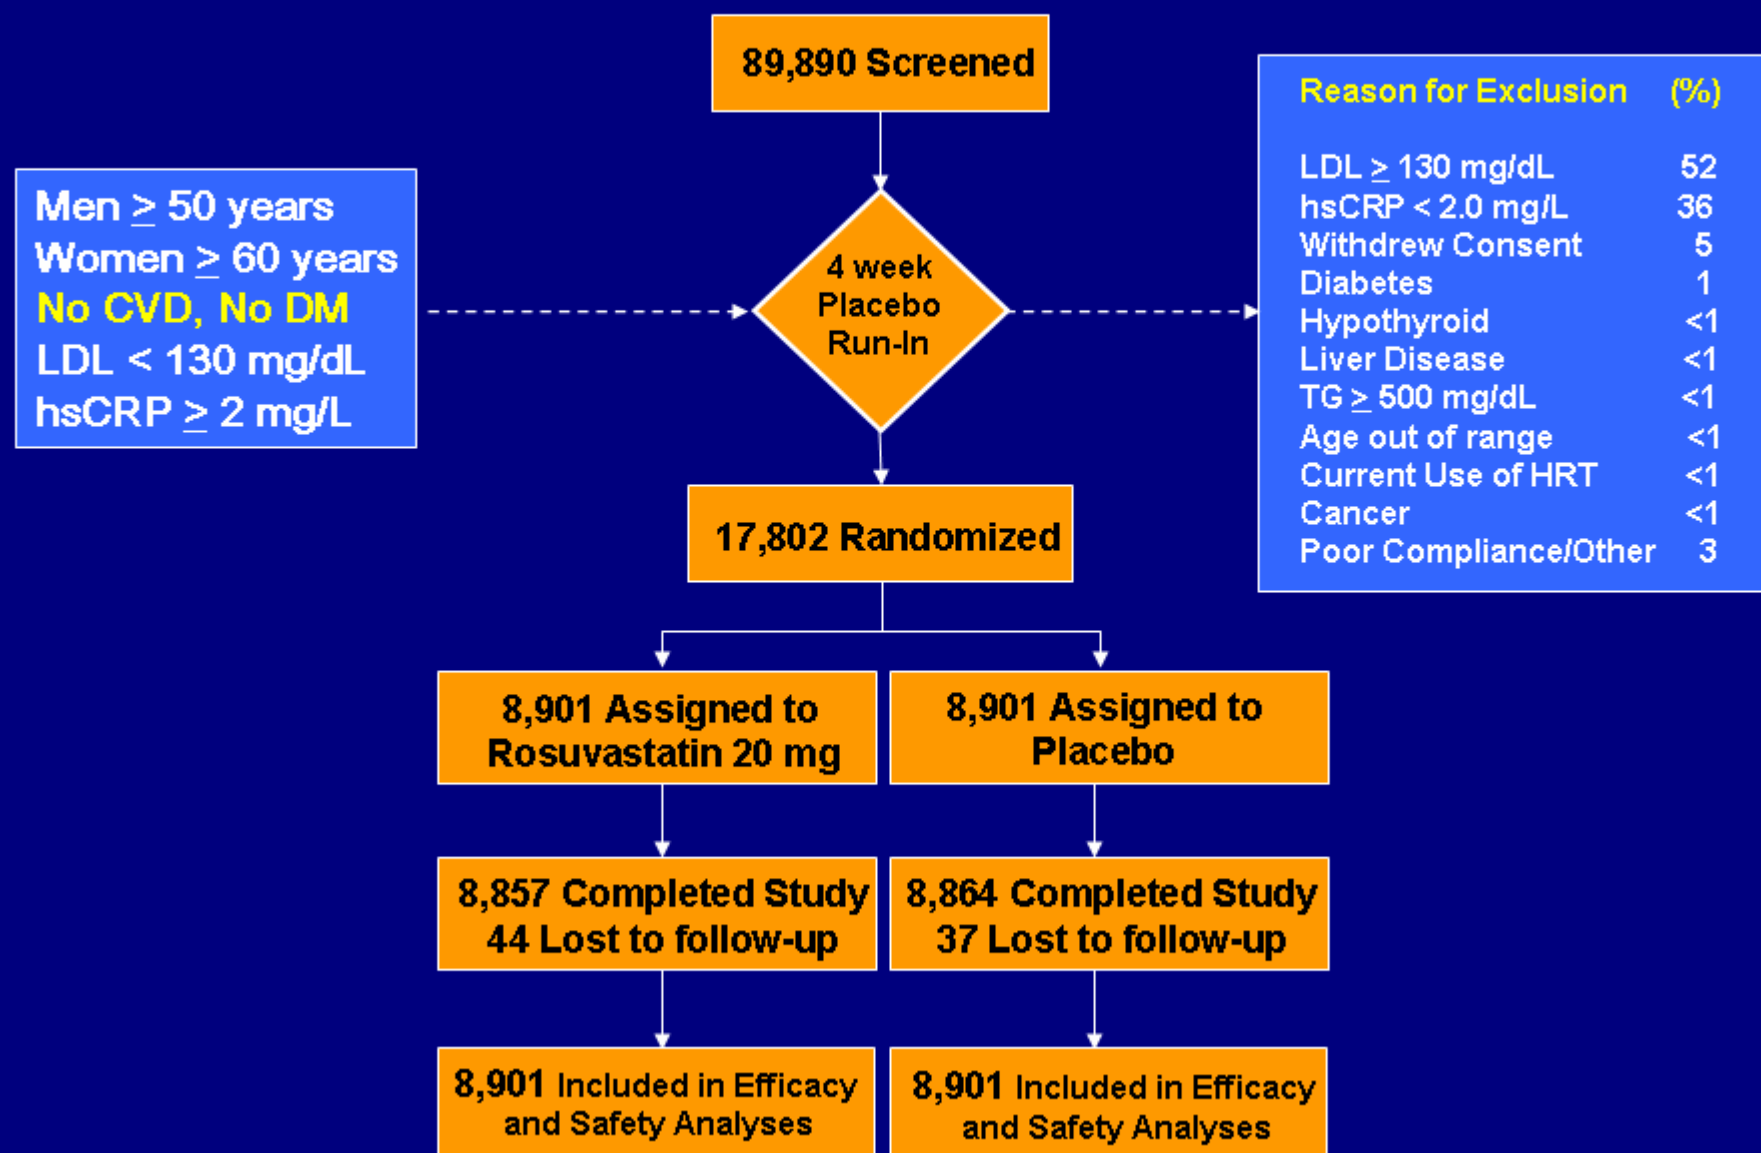 89,890 Screened
Men ≥ 50 years
Women ≥ 60 years
No CVD, No DM
LDL < 130 mg/dL
hsCRP ≥ 2 mg/L
4 week
Placebo
Run-In
Reason for Exclusion (%)
LDL ≥ 130 mg/dL 52
hsCRP < 2.0 mg/L 36
Withdrew Consent 5
Diabetes 1
Hypothyroid <1
Liver Disease <1
TG ≥ 500 mg/dL <1
Age out of range <1
Current Use of HRT <1
Cancer <1
Poor Compliance/Other 3
17,802 Randomized
8,901 Assigned to
Rosuvastatin 20 mg
8,901 Assigned to
Placebo
8,857 Completed Study
44 Lost to follow-up
8,864 Completed Study
37 Lost to follow-up
8,901 Included in Efficacy
and Safety Analyses
8,901 Included in Efficacy
and Safety Analyses